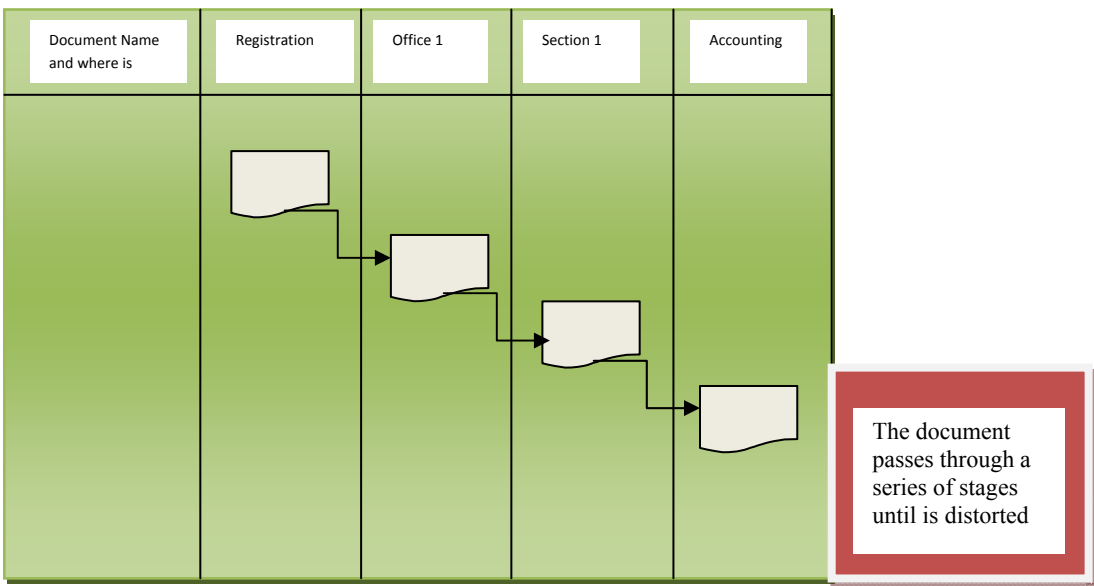 Document Name
and where is
Registration
Office 1
Section 1
Accounting
The document
passes through a
series of stages
until is distorted